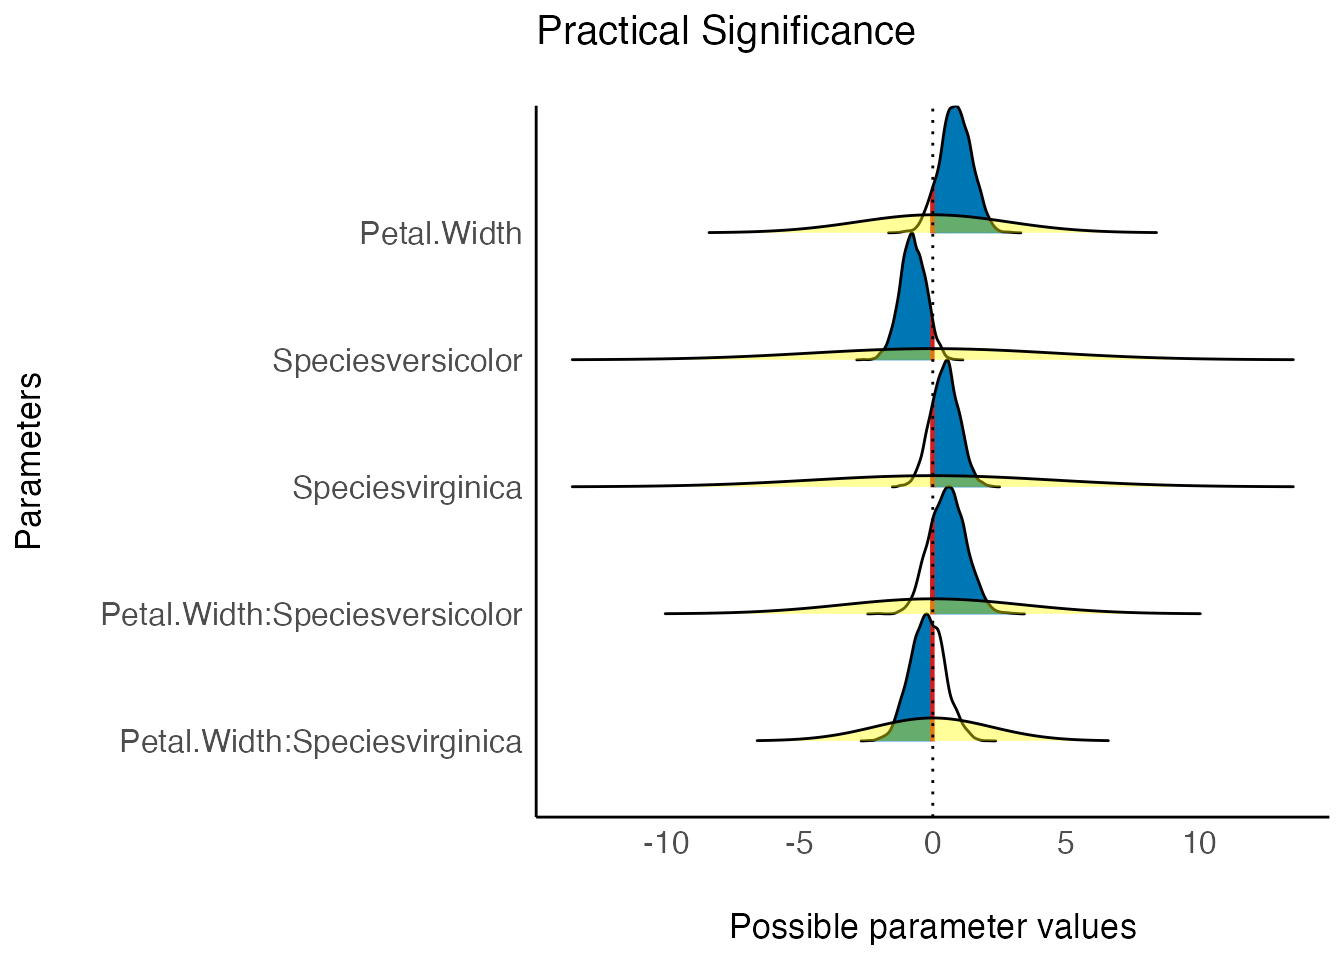 Practical Significance
Parameters
Petal.Width
Speciesversicolor
Speciesvirginica
Petal.Width:Speciesversicolor
Petal.Width:Speciesvirginica
-10 -5 0 5 10
Possible parameter values